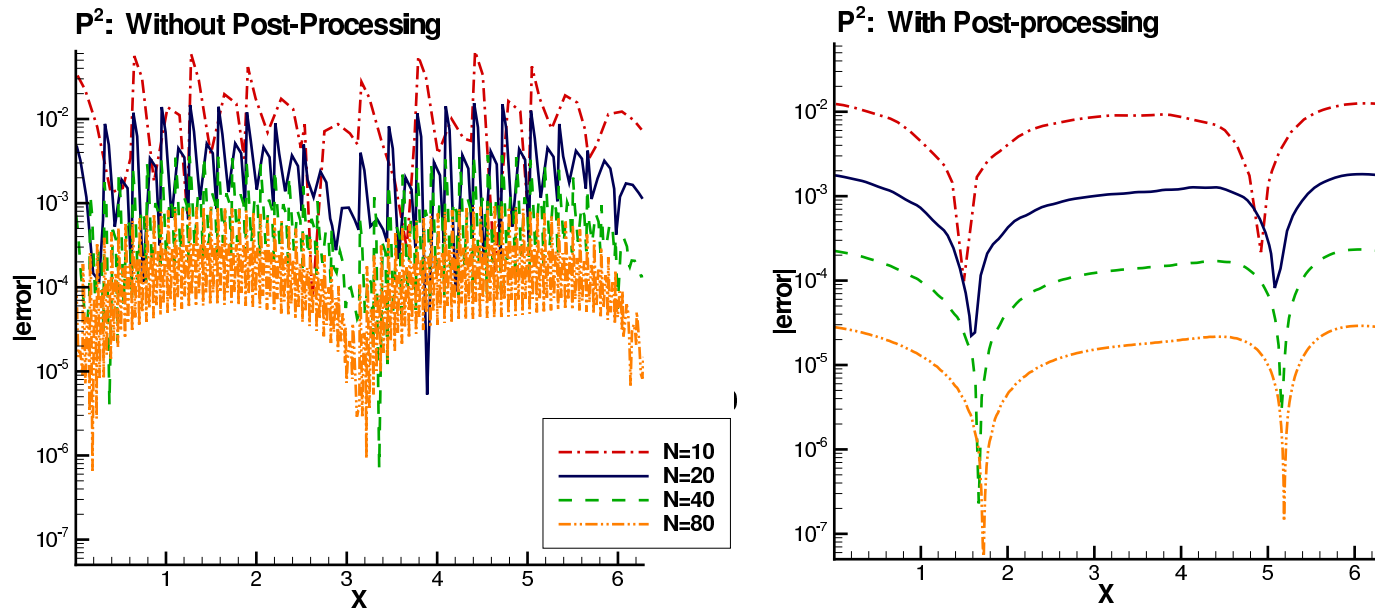 P²: Without Post-Processing
|error|
10⁻²
10⁻³
10⁻⁴
10⁻⁵
10⁻⁶
10⁻⁷
1 2 3 4 5 6
X
N=10
N=20
N=40
N=80
)
P²: With Post-processing
|error|
10⁻²
10⁻³
10⁻⁴
10⁻⁵
10⁻⁶
10⁻⁷
1 2 3 4 5 6
X